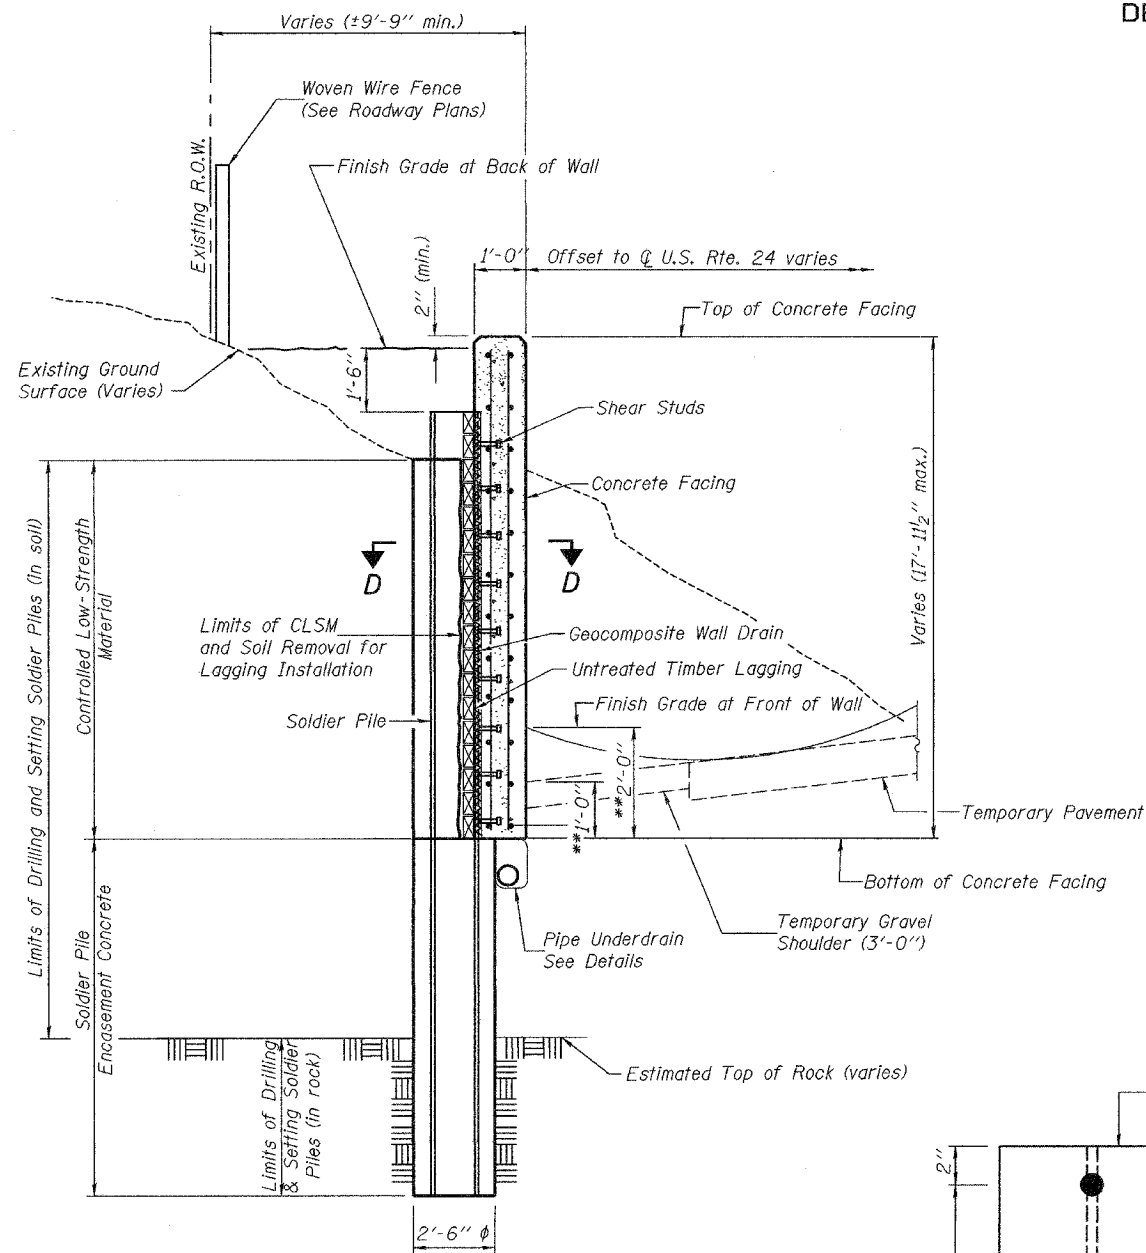 DE
Varies (±9'-9" min.)
Woven Wire Fence
(See Roadway Plans)
Existing R.O.W.
Finish Grade at Back of Wall
2" (min.)
1'-0"
Offset to ℄ U.S. Rte. 24 varies
Top of Concrete Facing
Existing Ground
Surface (Varies)
1'-6"
Shear Studs
Concrete Facing
D
D
Limits of Drilling and Setting Soldier Piles (in soil)
Controlled Low-Strength
Material
Varies (17'-11½" max.)
Limits of CLSM
and Soil Removal for
Lagging Installation
Geocomposite Wall Drain
Untreated Timber Lagging
Finish Grade at Front of Wall
Soldier Pile
**1'-0"
**2'-0"
Temporary Pavement
Bottom of Concrete Facing
Temporary Gravel
Shoulder (3'-0")
Pipe Underdrain
See Details
Soldier Pile
Encasement Concrete
Limits of Drilling
& Setting Soldier
Piles (in rock)
Estimated Top of Rock (varies)
2'-6" ϕ
2"